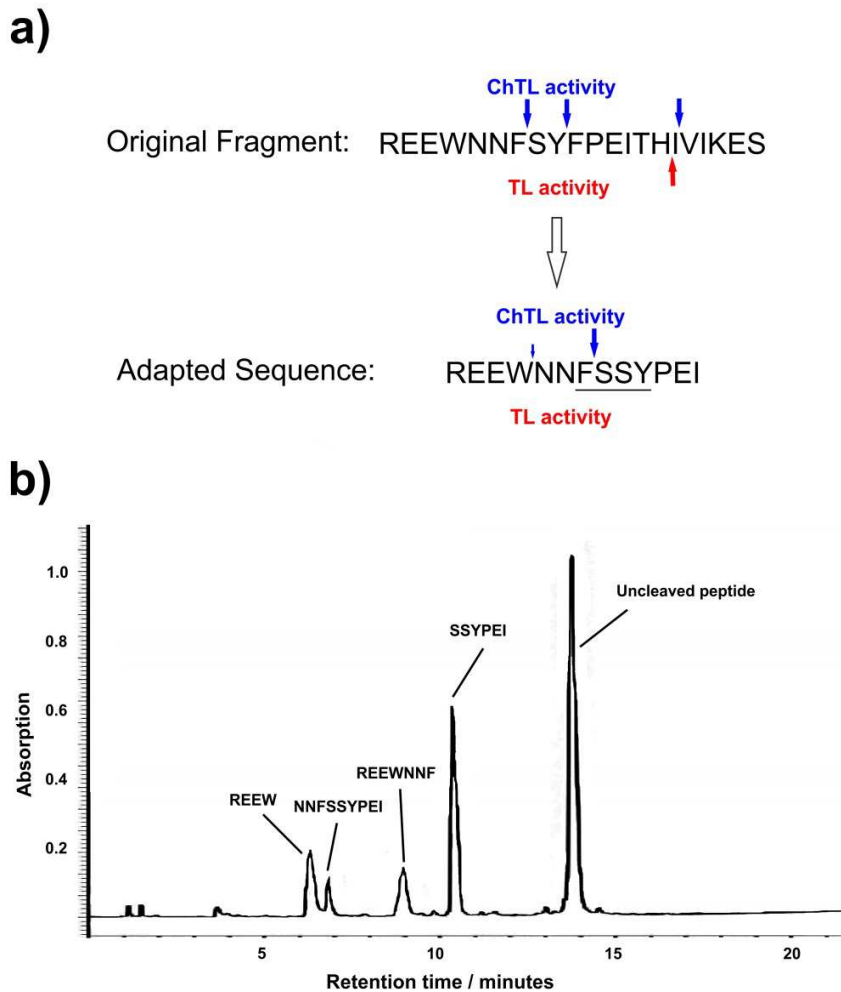 a)
ChTL activity
Original Fragment: REEWNNFSYFPEITHIVIKES
TL activity
ChTL activity
Adapted Sequence: REEWNNFSSYPEI
TL activity
b)
1.0
0.8
0.6
0.4
0.2
Absorption
REEW
NNFSSYPEI
REEWNNF
SSYPEI
Uncleaved peptide
5 10 15 20
Retention time / minutes